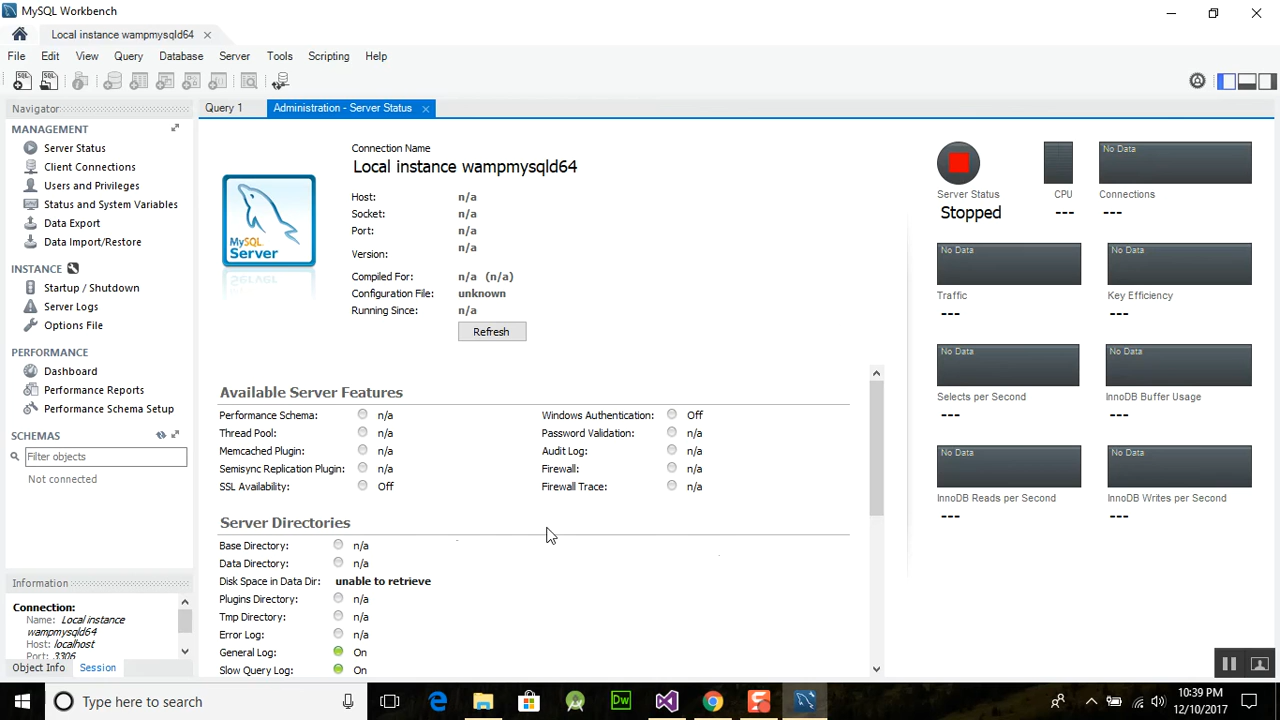 MySQL Workbench
Local instance wampmysqld64
File Edit View Query Database Server Tools Scripting Help
Navigator
MANAGEMENT
Server Status
Client Connections
Users and Privileges
Status and System Variables
Data Export
Data Import/Restore
INSTANCE
Startup / Shutdown
Server Logs
Options File
PERFORMANCE
Dashboard
Performance Reports
Performance Schema Setup
SCHEMAS
Filter objects
Not connected
Information
Connection:
Name: Local instance
wampmysqld64
Host: localhost
Port: 3306
Object Info Session
Query 1 Administration - Server Status
MySQL
Server
Connection Name
Local instance wampmysqld64
Host: n/a
Socket: n/a
Port: n/a
Version: n/a
Compiled For: n/a (n/a)
Configuration File: unknown
Running Since: n/a
Refresh
Available Server Features
Performance Schema: n/a Windows Authentication: Off
Thread Pool: n/a Password Validation: n/a
Memcached Plugin: n/a Audit Log: n/a
Semisync Replication Plugin: n/a Firewall: n/a
SSL Availability: Off Firewall Trace: n/a
Server Directories
Base Directory: n/a
Data Directory: n/a
Disk Space in Data Dir: unable to retrieve
Plugins Directory: n/a
Tmp Directory: n/a
Error Log: n/a
General Log: On
Slow Query Log: On
No Data
Server Status CPU Connections
Stopped --- ---
No Data No Data
Traffic Key Efficiency
--- ---
No Data No Data
Selects per Second InnoDB Buffer Usage
--- ---
No Data No Data
InnoDB Reads per Second InnoDB Writes per Second
--- ---
Type here to search
Dw
10:39 PM
12/10/2017